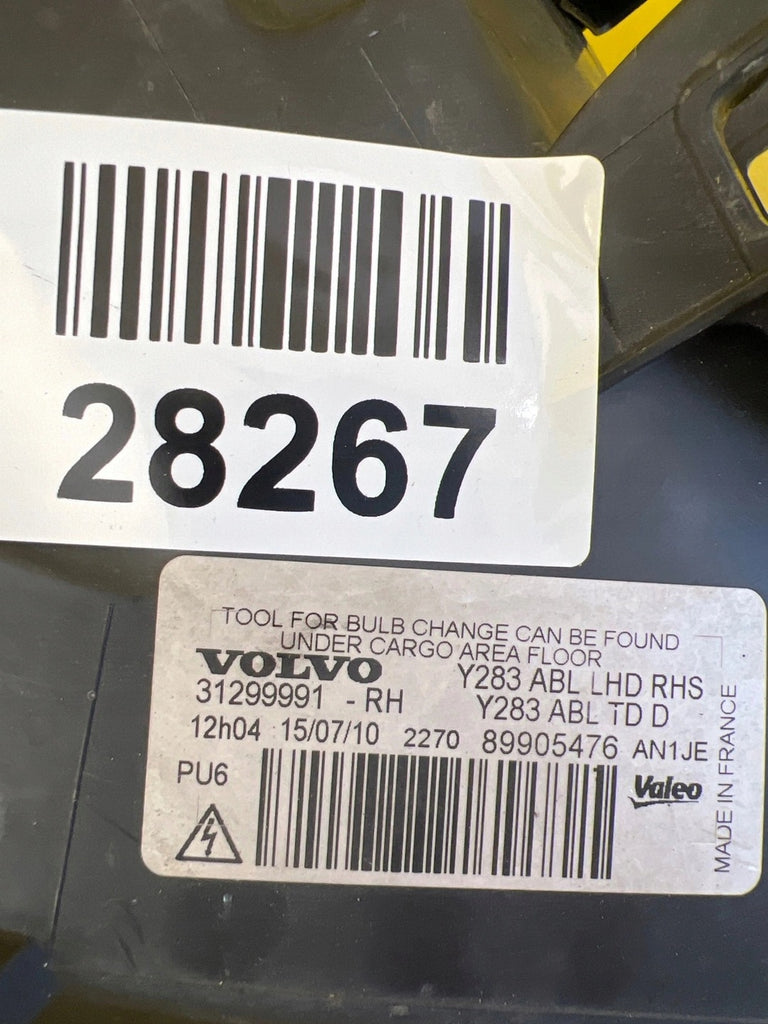 28267
TOOL FOR BULB CHANGE CAN BE FOUND
UNDER CARGO AREA FLOOR
VOLVO Y283 ABL LHD RHS
31299991 - RH Y283 ABL TD D
12h04 15/07/10 2270 89905476 AN1JE
PU6
Valeo
MADE IN FRANCE